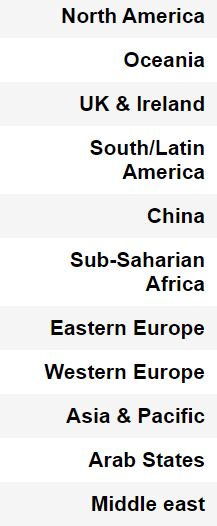 North America
Oceania
UK & Ireland
South/Latin
America
China
Sub-Saharian
Africa
Eastern Europe
Western Europe
Asia & Pacific
Arab States
Middle east